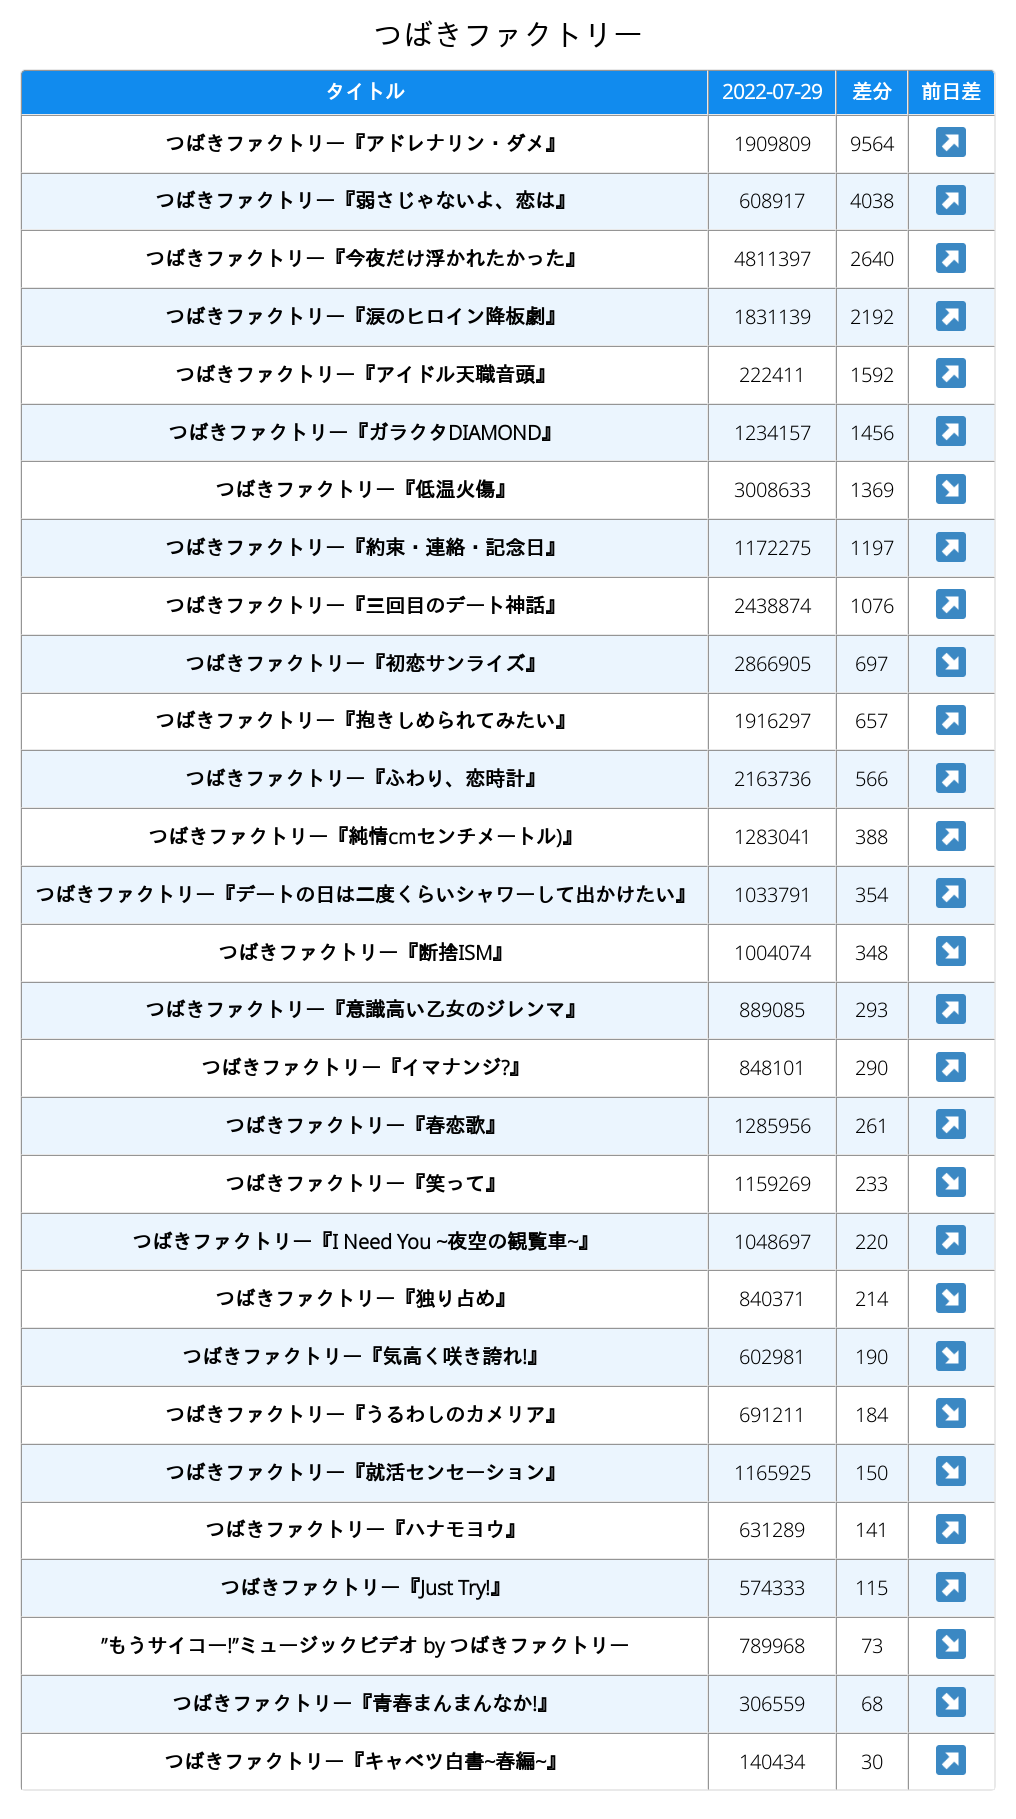 つばきファクトリー
タイトル 2022-07-29 差分 前日差
つばきファクトリー『アドレナリン・ダメ』 1909809 9564 ↗
つばきファクトリー『弱さじゃないよ、恋は』 608917 4038 ↗
つばきファクトリー『今夜だけ浮かれたかった』 4811397 2640 ↗
つばきファクトリー『涙のヒロイン降板劇』 1831139 2192 ↗
つばきファクトリー『アイドル天職音頭』 222411 1592 ↗
つばきファクトリー『ガラクタDIAMOND』 1234157 1456 ↗
つばきファクトリー『低温火傷』 3008633 1369 ↘
つばきファクトリー『約束・連絡・記念日』 1172275 1197 ↗
つばきファクトリー『三回目のデート神話』 2438874 1076 ↗
つばきファクトリー『初恋サンライズ』 2866905 697 ↘
つばきファクトリー『抱きしめられてみたい』 1916297 657 ↗
つばきファクトリー『ふわり、恋時計』 2163736 566 ↗
つばきファクトリー『純情cmセンチメートル)』 1283041 388 ↗
つばきファクトリー『デートの日は二度くらいシャワーして出かけたい』 1033791 354 ↗
つばきファクトリー『断捨ISM』 1004074 348 ↘
つばきファクトリー『意識高い乙女のジレンマ』 889085 293 ↗
つばきファクトリー『イマナンジ?』 848101 290 ↗
つばきファクトリー『春恋歌』 1285956 261 ↗
つばきファクトリー『笑って』 1159269 233 ↘
つばきファクトリー『I Need You ~夜空の観覧車~』 1048697 220 ↗
つばきファクトリー『独り占め』 840371 214 ↘
つばきファクトリー『気高く咲き誇れ!』 602981 190 ↘
つばきファクトリー『うるわしのカメリア』 691211 184 ↘
つばきファクトリー『就活センセーション』 1165925 150 ↘
つばきファクトリー『ハナモヨウ』 631289 141 ↗
つばきファクトリー『Just Try!』 574333 115 ↗
”もうサイコー!”ミュージックビデオ by つばきファクトリー 789968 73 ↘
つばきファクトリー『青春まんまんなか!』 306559 68 ↘
つばきファクトリー『キャベツ白書~春編~』 140434 30 ↗